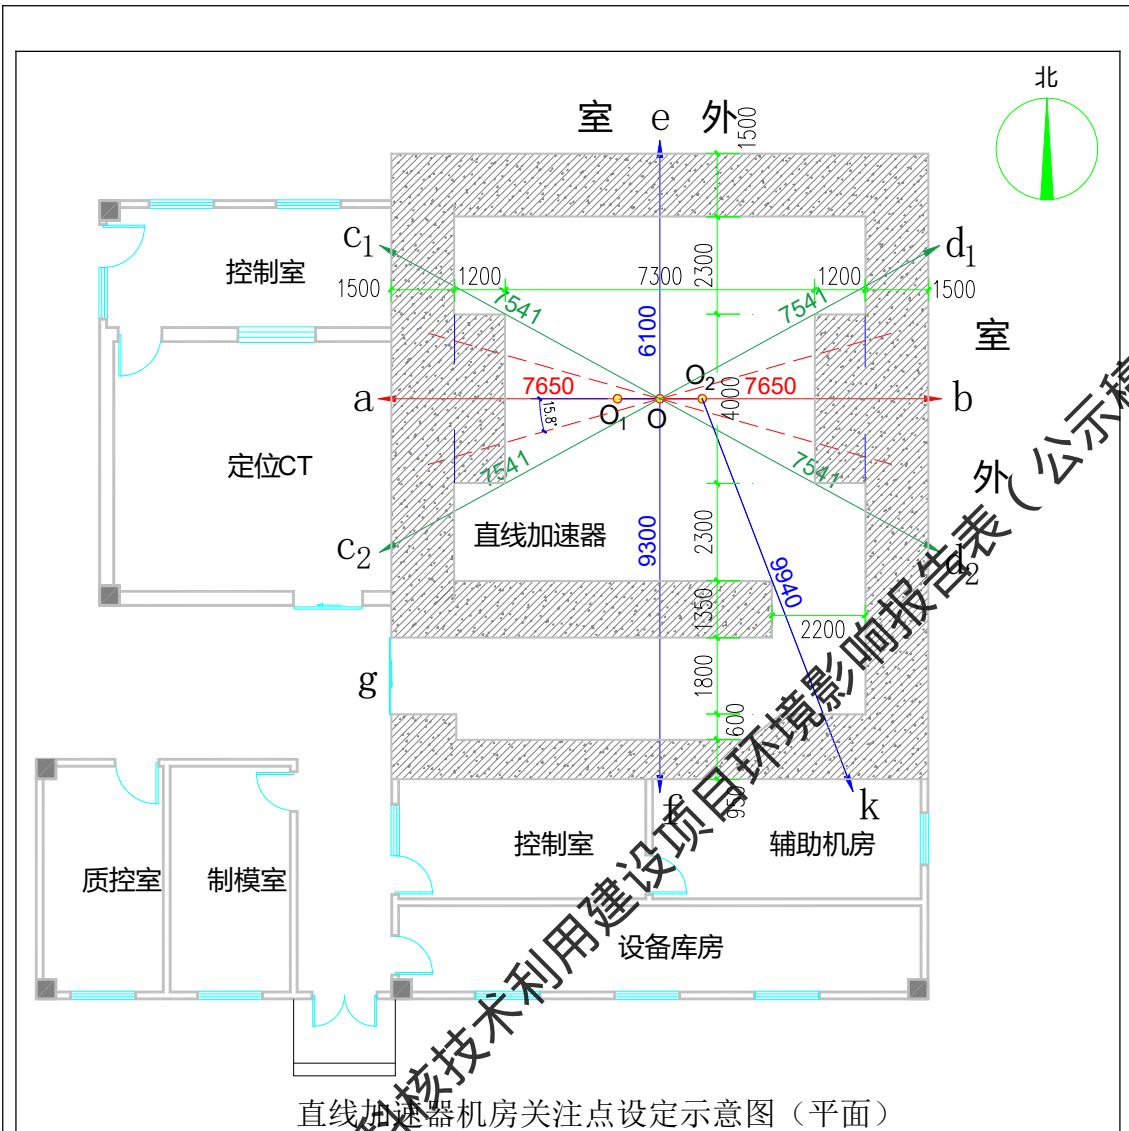 北
室 e 外
1500
c1
d1
控制室
1500
1200
7300
2300
1200
1500
7541
7541
6100
室
O2
7650
7650
a
b
15.8°
O1
O
4000
定位CT
7541
7541
外
c2
直线加速器
9300
2300
d2
9940
1350
2200
g
1800
600
f
950
k
控制室
辅助机房
质控室
制模室
设备库房
核技术利用建设项目环境影响报告表（公示稿
直线加速器机房关注点设定示意图（平面）